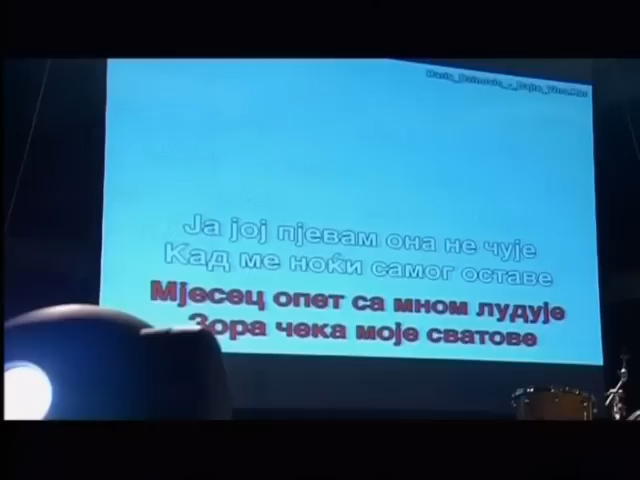 Ја јој пјевам она не чује
Кад ме ноћи самог оставе
Мјесец опет са мном лудује
Зора чека моје сватове